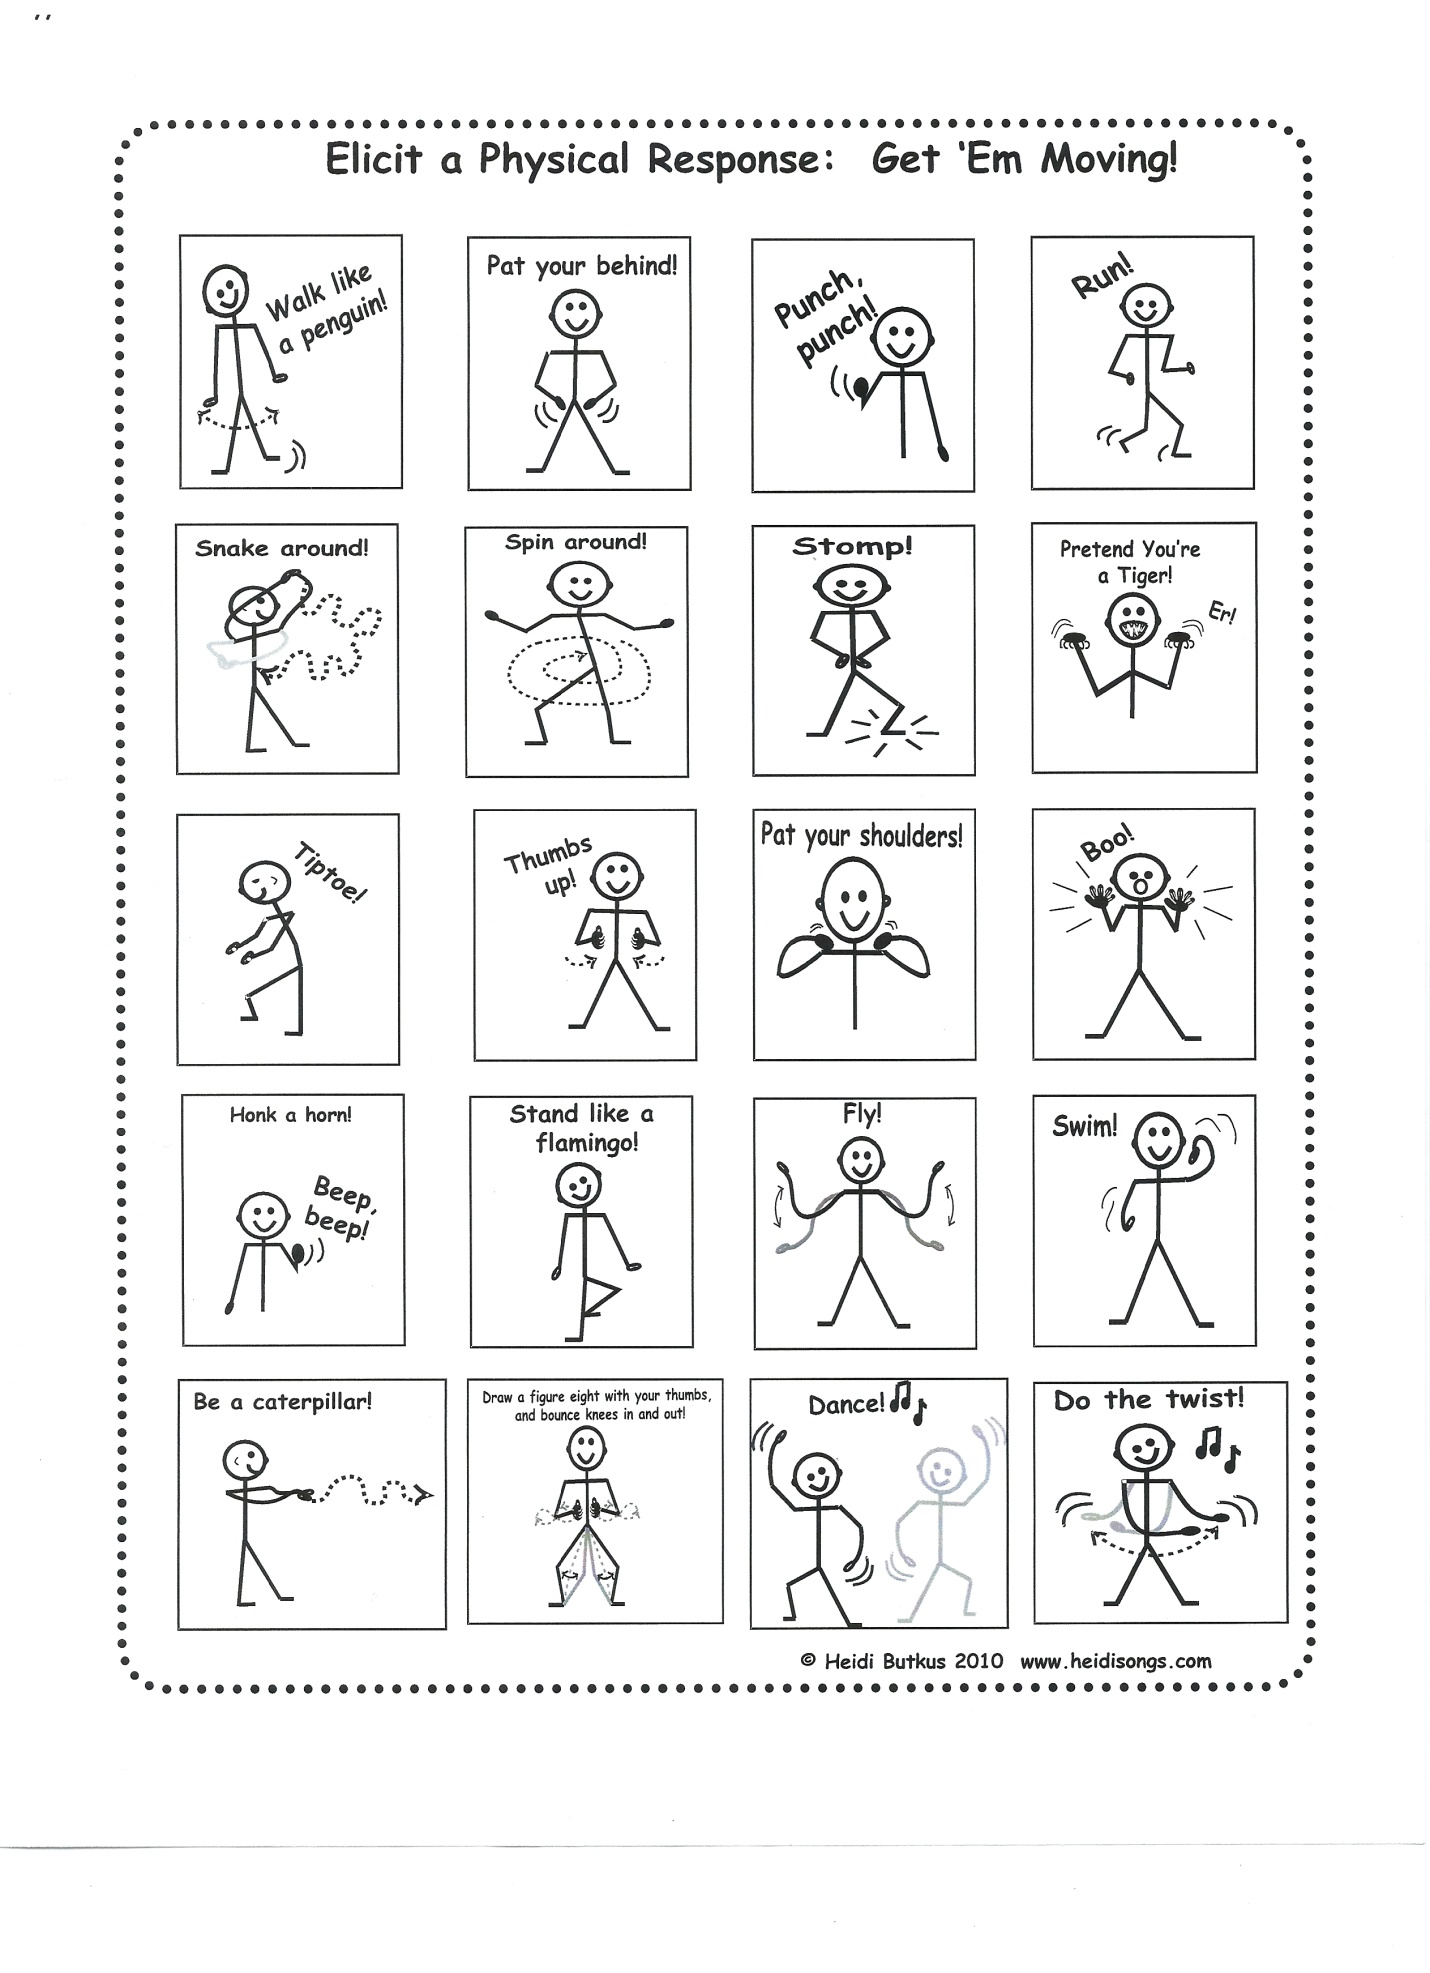 Elicit a Physical Response: Get 'Em Moving!
Walk like
a penguin!
Pat your behind!
Punch,
punch!
Run!
Snake around!
Spin around!
Stomp!
Pretend You're
a Tiger!
Er!
Tiptoe!
Thumbs
up!
Pat your shoulders!
Boo!
Honk a horn!
Beep,
beep!
Stand like a
flamingo!
Fly!
Swim!
Be a caterpillar!
Draw a figure eight with your thumbs,
and bounce knees in and out!
Dance!
Do the twist!
© Heidi Butkus 2010 www.heidisongs.com